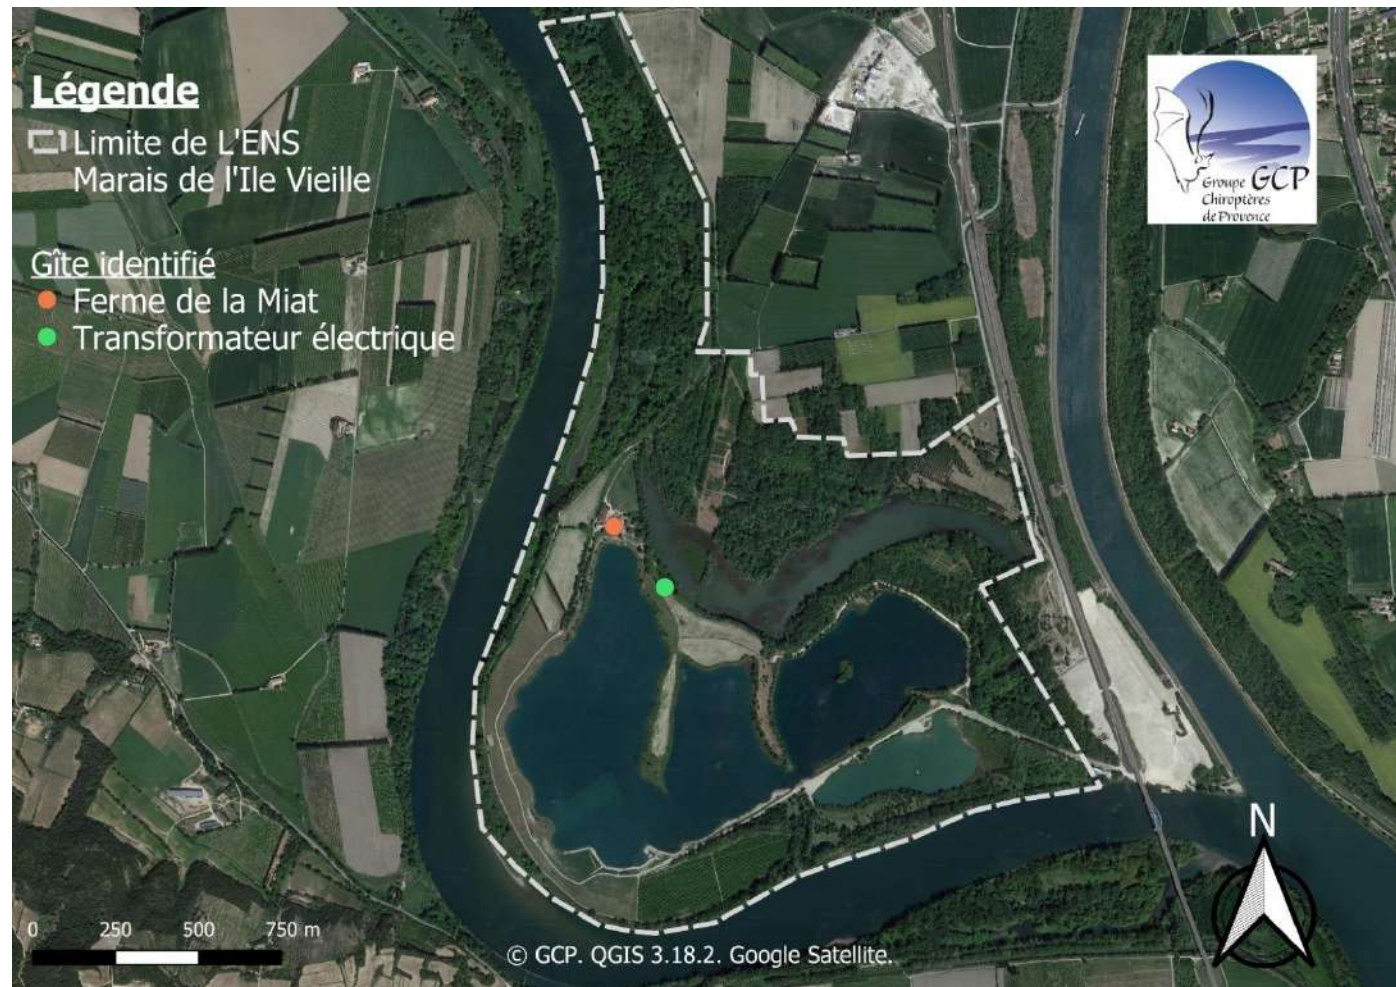 Légende
Limite de L'ENS
Marais de l'Ile Vieille
Gîte identifié
Ferme de la Miat
Transformateur électrique
Groupe GCP
Chiroptères
de Provence
N
0 250 500 750 m
© GCP. QGIS 3.18.2. Google Satellite.